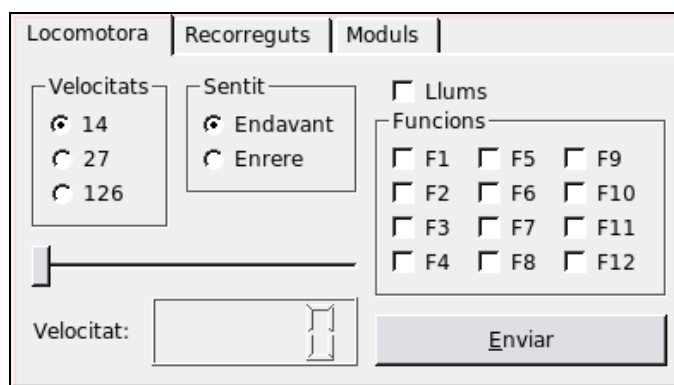 Locomotora Recorreguts Moduls
Velocitats
14
27
126
Sentit
Endavant
Enrere
Llums
Funcions
F1 F5 F9
F2 F6 F10
F3 F7 F11
F4 F8 F12
Velocitat: 0
Enviar